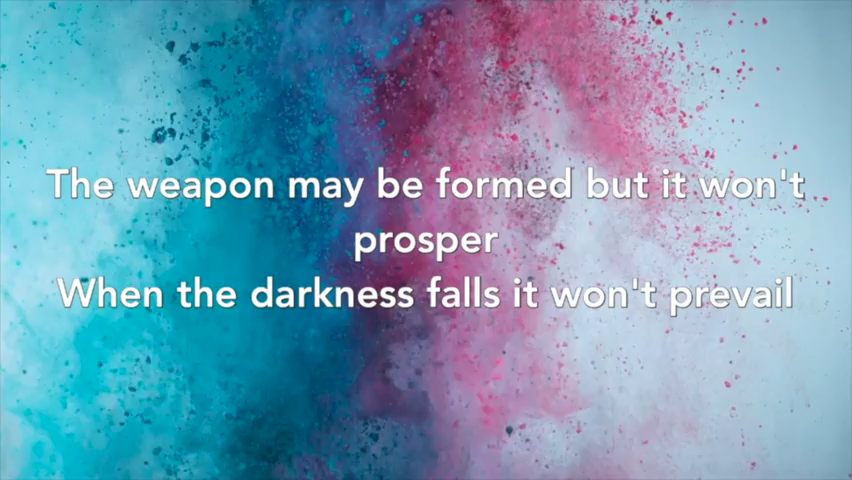 The weapon may be formed but it won't
prosper
When the darkness falls it won't prevail